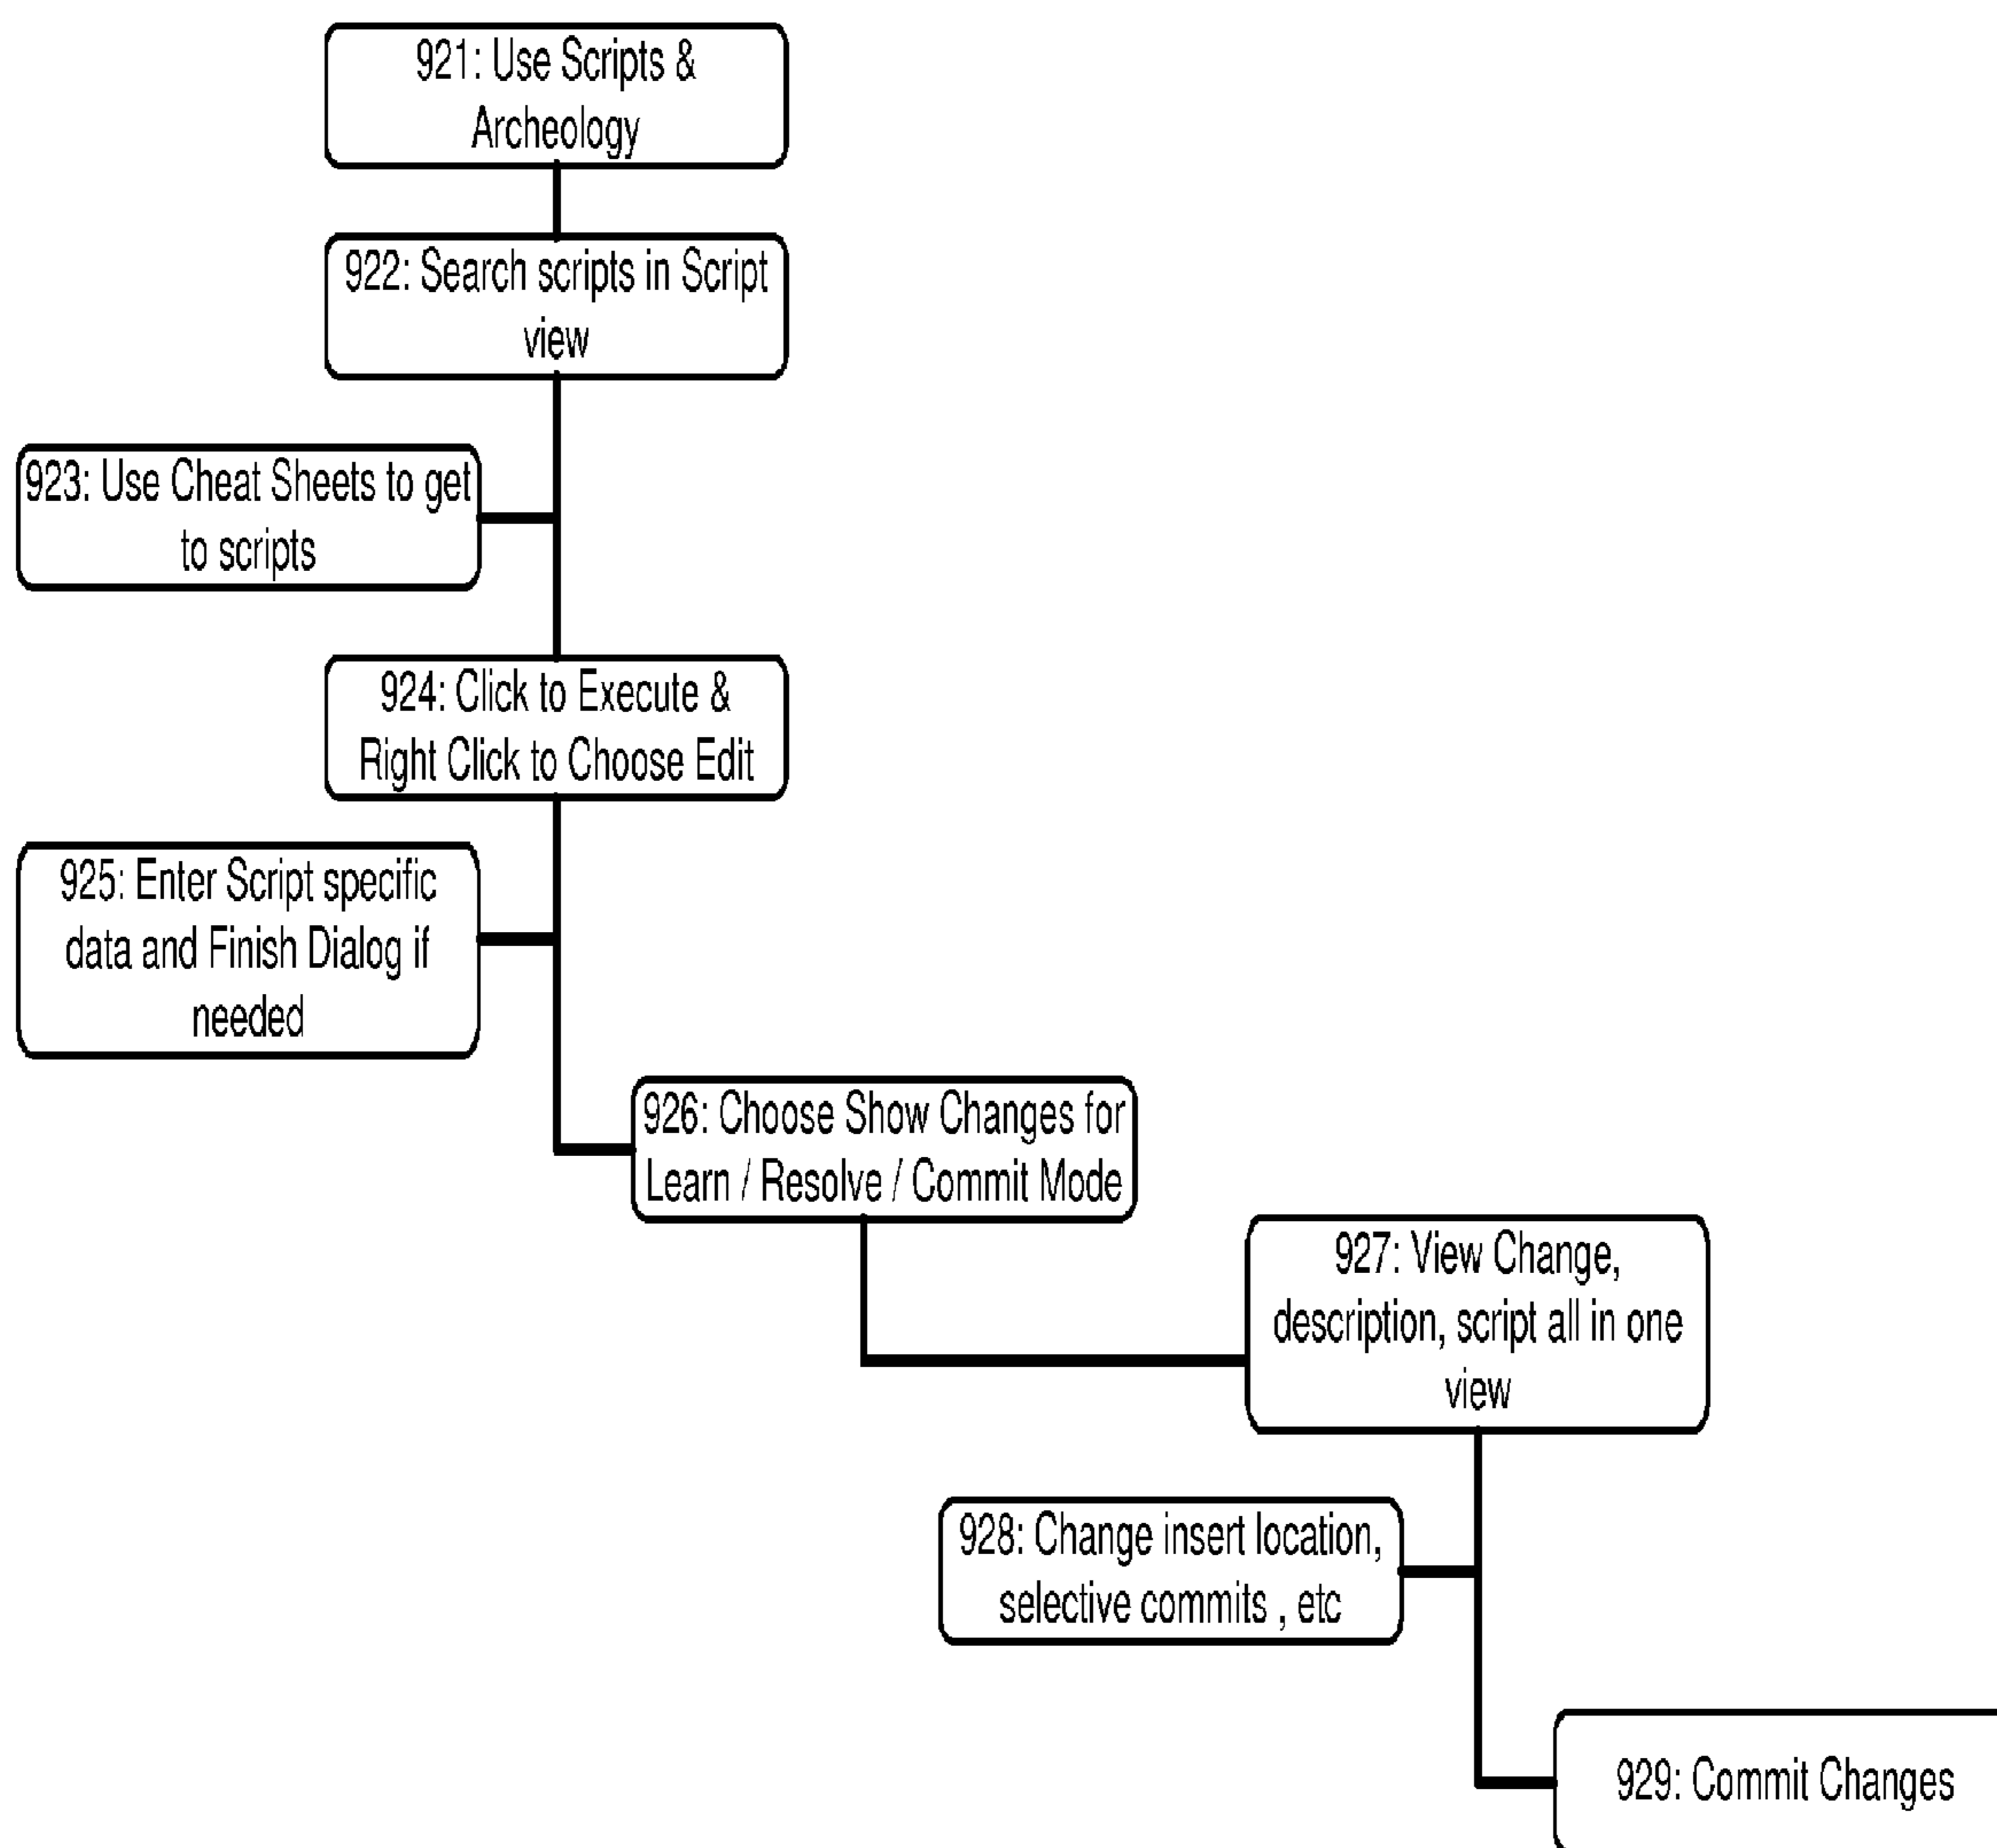 921: Use Scripts &
Archeology
922: Search scripts in Script
view
923: Use Cheat Sheets to get
to scripts
924: Click to Execute &
Right Click to Choose Edit
925: Enter Script specific
data and Finish Dialog if
needed
926: Choose Show Changes for
Learn / Resolve / Commit Mode
927: View Change,
description, script all in one
view
928: Change insert location,
selective commits , etc
929: Commit Changes